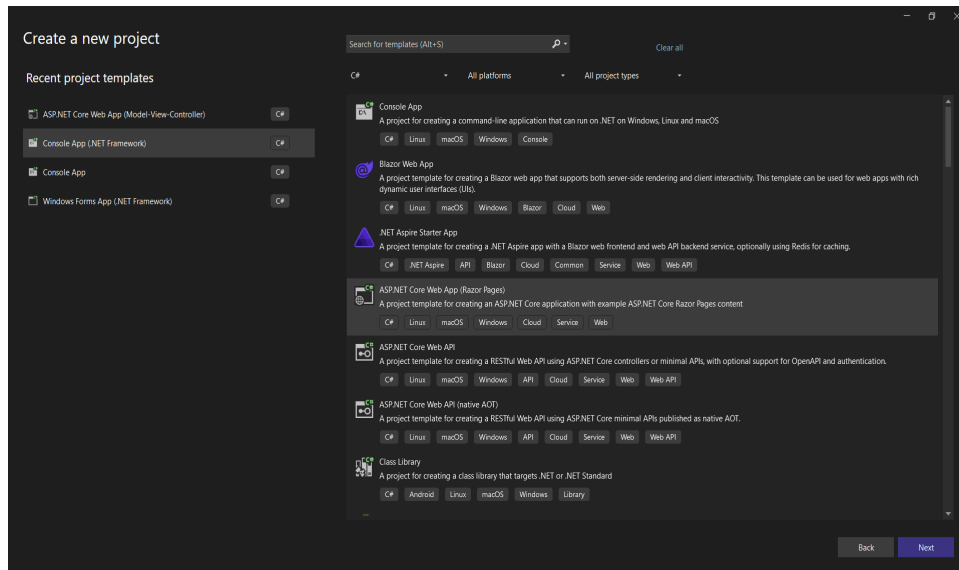 Create a new project
Recent project templates
ASP.NET Core Web App (Model-View-Controller) C#
Console App (.NET Framework) C#
Console App C#
Windows Forms App (.NET Framework) C#
Search for templates (Alt+S)
Clear all
C# All platforms All project types
Console App
A project for creating a command-line application that can run on .NET on Windows, Linux and macOS
C# Linux macOS Windows Console
Blazor Web App
A project template for creating a Blazor web app that supports both server-side rendering and client interactivity. This template can be used for web apps with rich
dynamic user interfaces (UIs).
C# Linux macOS Windows Blazor Cloud Web
.NET Aspire Starter App
A project template for creating a .NET Aspire app with a Blazor web frontend and web API backend service, optionally using Redis for caching.
C# .NET Aspire API Blazor Cloud Common Service Web Web API
ASP.NET Core Web App (Razor Pages)
A project template for creating an ASP.NET Core application with example ASP.NET Core Razor Pages content
C# Linux macOS Windows Cloud Service Web
ASP.NET Core Web API
A project template for creating a RESTful Web API using ASP.NET Core controllers or minimal APIs, with optional support for OpenAPI and authentication.
C# Linux macOS Windows API Cloud Service Web Web API
ASP.NET Core Web API (native AOT)
A project template for creating a RESTful Web API using ASP.NET Core minimal APIs published as native AOT.
C# Linux macOS Windows API Cloud Service Web Web API
Class Library
A project for creating a class library that targets .NET or .NET Standard
C# Android Linux macOS Windows Library
Back Next